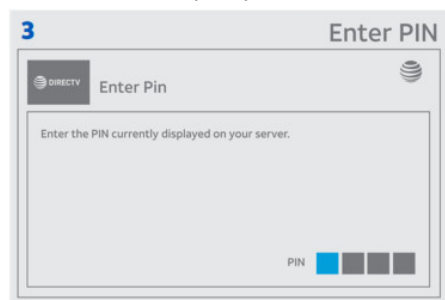 3
Enter PIN
DIRECTV
Enter Pin
Enter the PIN currently displayed on your server.
PIN